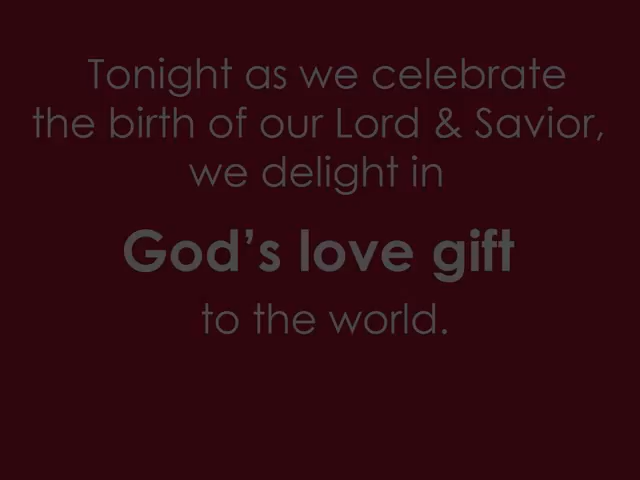 Tonight as we celebrate
the birth of our Lord & Savior,
we delight in
God’s love gift
to the world.